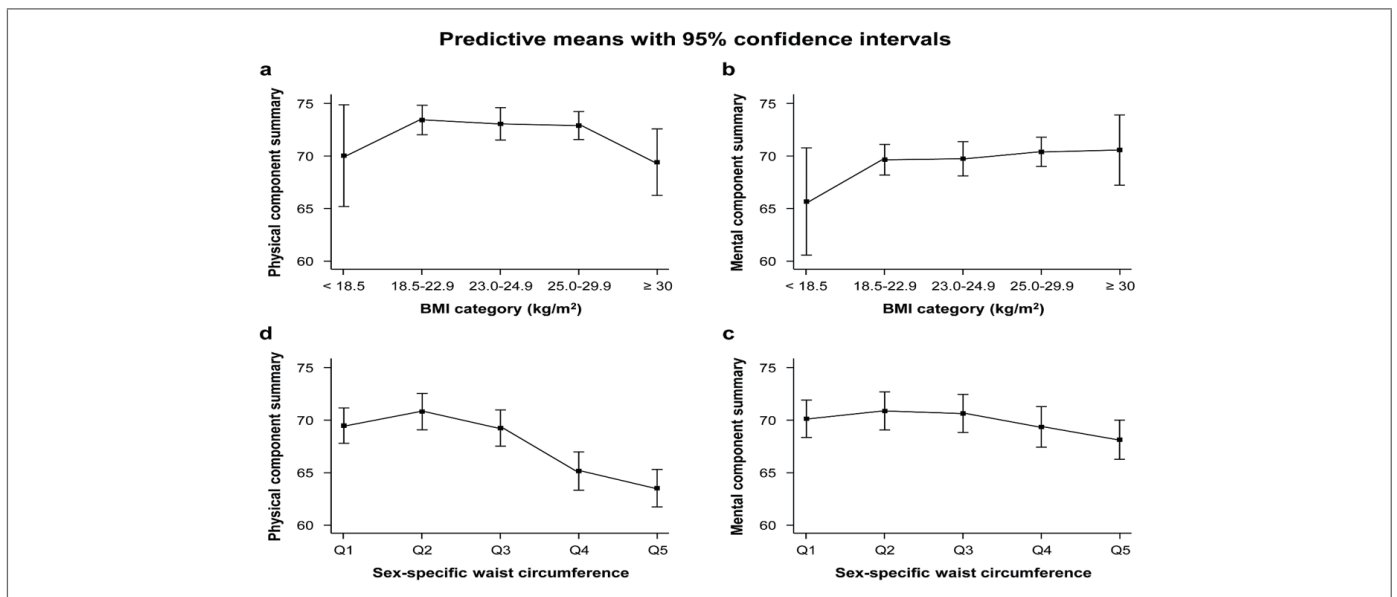 Predictive means with 95% confidence intervals
a
Physical component summary
75
70
65
60
< 18.5 18.5-22.9 23.0-24.9 25.0-29.9 ≥ 30
BMI category (kg/m²)
b
Mental component summary
75
70
65
60
< 18.5 18.5-22.9 23.0-24.9 25.0-29.9 ≥ 30
BMI category (kg/m²)
d
Physical component summary
75
70
65
60
Q1 Q2 Q3 Q4 Q5
Sex-specific waist circumference
c
Mental component summary
75
70
65
60
Q1 Q2 Q3 Q4 Q5
Sex-specific waist circumference